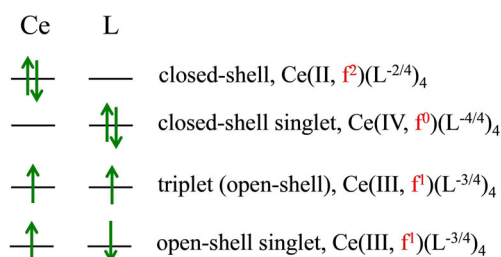 Ce L
closed-shell, Ce(II, f²)(L⁻²/⁴)₄
closed-shell singlet, Ce(IV, f⁰)(L⁻⁴/⁴)₄
triplet (open-shell), Ce(III, f¹)(L⁻³/⁴)₄
open-shell singlet, Ce(III, f¹)(L⁻³/⁴)₄